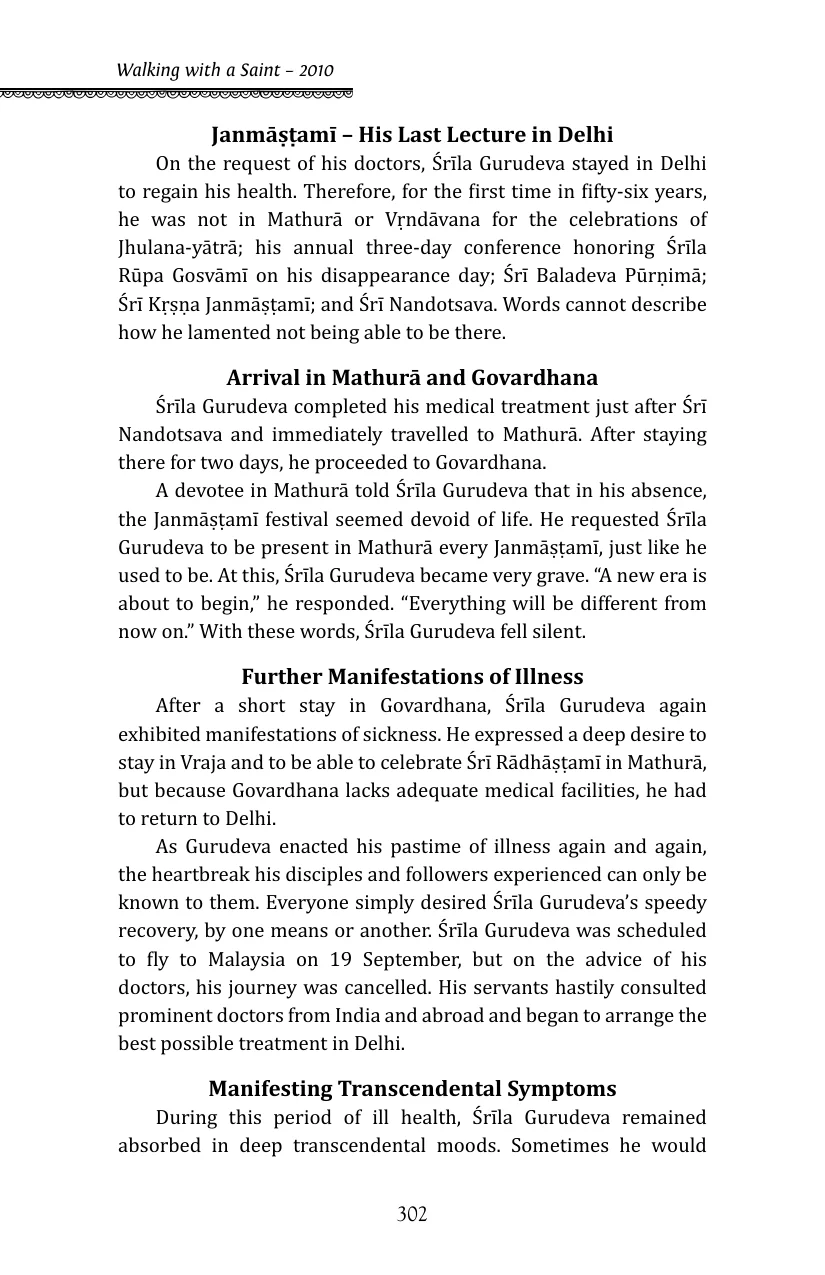 Walking with a Saint – 2010
Janmāṣṭamī – His Last Lecture in Delhi
On the request of his doctors, Śrīla Gurudeva stayed in Delhi
to regain his health. Therefore, for the first time in fifty-six years,
he was not in Mathurā or Vṛndāvana for the celebrations of
Jhulana-yātrā; his annual three-day conference honoring Śrīla
Rūpa Gosvāmī on his disappearance day; Śrī Baladeva Pūrṇimā;
Śrī Kṛṣṇa Janmāṣṭamī; and Śrī Nandotsava. Words cannot describe
how he lamented not being able to be there.
Arrival in Mathurā and Govardhana
Śrīla Gurudeva completed his medical treatment just after Śrī
Nandotsava and immediately travelled to Mathurā. After staying
there for two days, he proceeded to Govardhana.
A devotee in Mathurā told Śrīla Gurudeva that in his absence,
the Janmāṣṭamī festival seemed devoid of life. He requested Śrīla
Gurudeva to be present in Mathurā every Janmāṣṭamī, just like he
used to be. At this, Śrīla Gurudeva became very grave. “A new era is
about to begin,” he responded. “Everything will be different from
now on.” With these words, Śrīla Gurudeva fell silent.
Further Manifestations of Illness
After a short stay in Govardhana, Śrīla Gurudeva again
exhibited manifestations of sickness. He expressed a deep desire to
stay in Vraja and to be able to celebrate Śrī Rādhāṣṭamī in Mathurā,
but because Govardhana lacks adequate medical facilities, he had
to return to Delhi.
As Gurudeva enacted his pastime of illness again and again,
the heartbreak his disciples and followers experienced can only be
known to them. Everyone simply desired Śrīla Gurudeva’s speedy
recovery, by one means or another. Śrīla Gurudeva was scheduled
to fly to Malaysia on 19 September, but on the advice of his
doctors, his journey was cancelled. His servants hastily consulted
prominent doctors from India and abroad and began to arrange the
best possible treatment in Delhi.
Manifesting Transcendental Symptoms
During this period of ill health, Śrīla Gurudeva remained
absorbed in deep transcendental moods. Sometimes he would
302